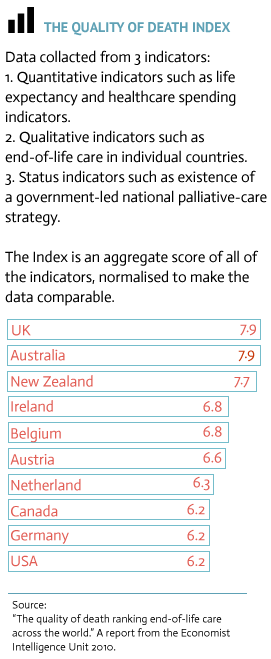 THE QUALITY OF DEATH INDEX
Data collacted from 3 indicators:
1. Quantitative indicators such as life
expectancy and healthcare spending
indicators.
2. Qualitative indicators such as
end-of-life care in individual countries.
3. Status indicators such as existence of
a government-led national palliative-care
strategy.
The Index is an aggregate score of all of
the indicators, normalised to make the
data comparable.
UK 7.9
Australia 7.9
New Zealand 7.7
Ireland 6.8
Belgium 6.8
Austria 6.6
Netherland 6.3
Canada 6.2
Germany 6.2
USA 6.2
Source:
"The quality of death ranking end-of-life care
across the world." A report from the Economist
Intelligence Unit 2010.